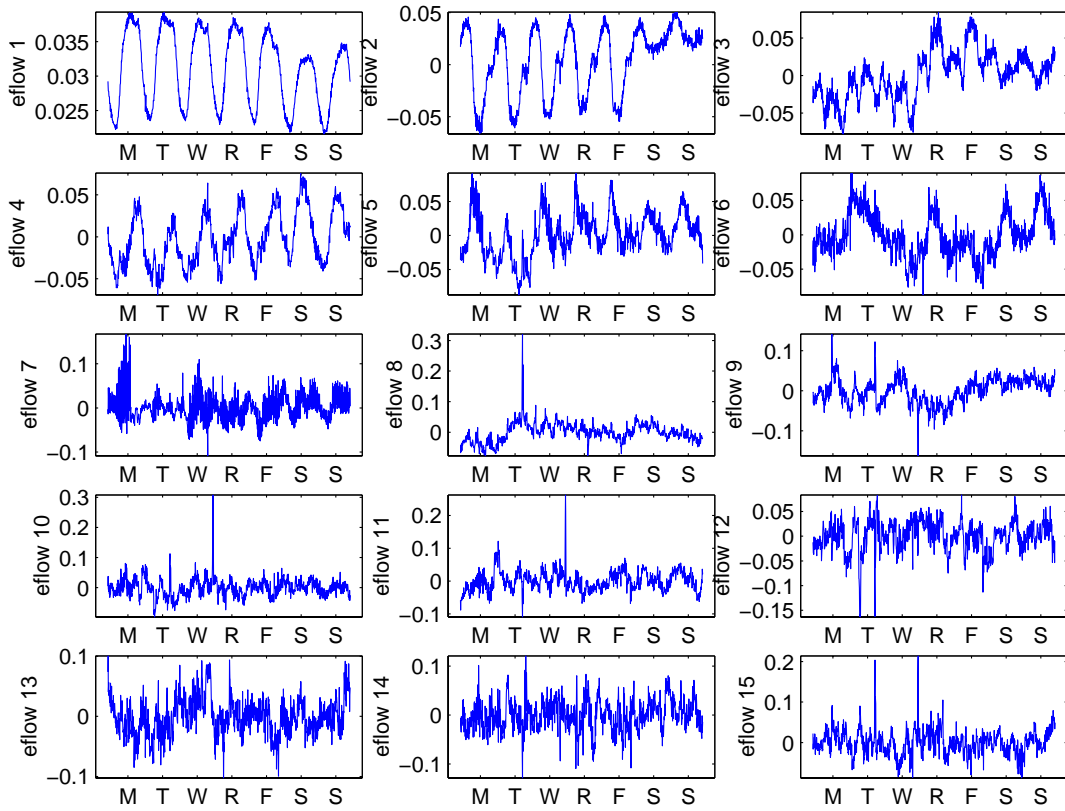 eflow 1
0.035
0.03
0.025
M T W R F S S
eflow 2
0.05
0
−0.05
M T W R F S S
eflow 3
0.05
0
−0.05
M T W R F S S
eflow 4
0.05
0
−0.05
M T W R F S S
eflow 5
0.05
0
−0.05
M T W R F S S
eflow 6
0.05
0
−0.05
M T W R F S S
eflow 7
0.1
0
−0.1
M T W R F S S
eflow 8
0.3
0.2
0.1
0
M T W R F S S
eflow 9
0.1
0
−0.1
M T W R F S S
eflow 10
0.3
0.2
0.1
0
M T W R F S S
eflow 11
0.2
0.1
0
−0.1
M T W R F S S
eflow 12
0.05
0
−0.05
−0.1
−0.15
M T W R F S S
eflow 13
0.1
0
−0.1
M T W R F S S
eflow 14
0.1
0
−0.1
M T W R F S S
eflow 15
0.2
0.1
0
M T W R F S S